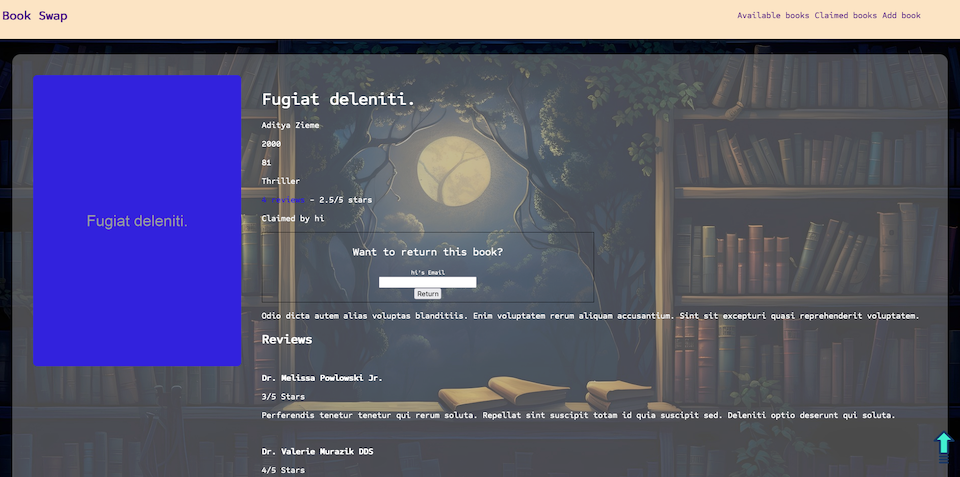 Book Swap
Available books Claimed books Add book
Fugiat deleniti.
Fugiat deleniti.
Aditya Zieme
2000
81
Thriller
4 reviews – 2.5/5 stars
Claimed by hi
Want to return this book?
hi's Email
Return
Odio dicta autem alias voluptas blanditiis. Enim voluptatem rerum aliquam accusantium. Sint sit excepturi quasi reprehenderit voluptatem.
Reviews
Dr. Melissa Powlowski Jr.
3/5 Stars
Perferendis tenetur tenetur qui rerum soluta. Repellat sint suscipit totam id quia suscipit sed. Deleniti optio deserunt qui soluta.
Dr. Valerie Murazik DDS
4/5 Stars